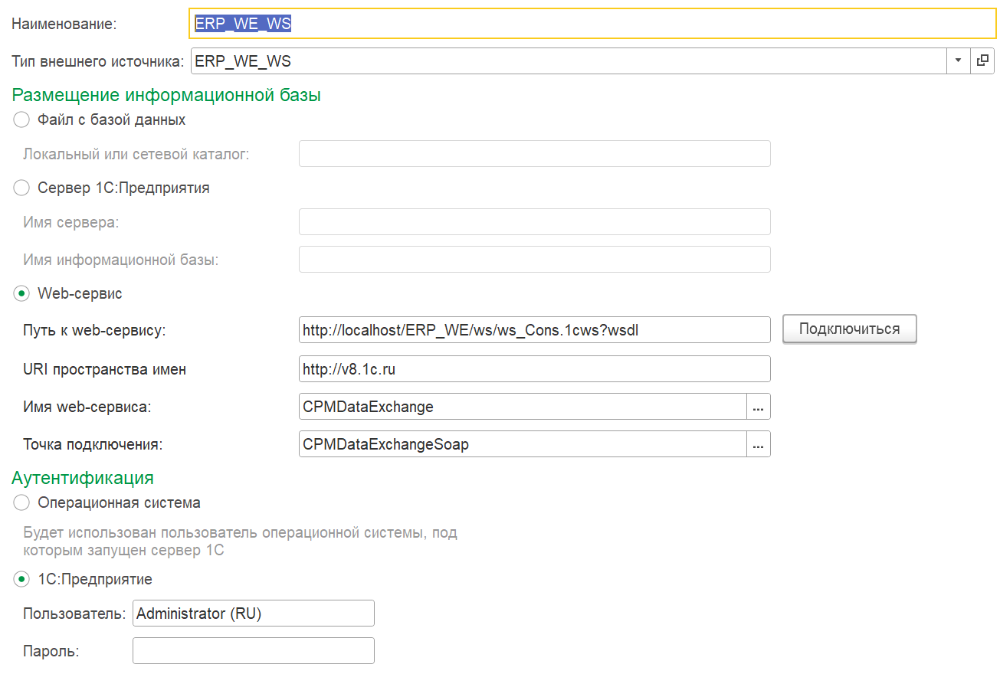 Наименование: ERP_WE_WS
Тип внешнего источника: ERP_WE_WS
Размещение информационной базы
Файл с базой данных
Локальный или сетевой каталог:
Сервер 1С:Предприятия
Имя сервера:
Имя информационной базы:
Web-сервис
Путь к web-сервису: http://localhost/ERP_WE/ws/ws_Cons.1cws?wsdl Подключиться
URI пространства имен http://v8.1c.ru
Имя web-сервиса: CPMDataExchange ...
Точка подключения: CPMDataExchangeSoap ...
Аутентификация
Операционная система
Будет использован пользователь операционной системы, под
которым запущен сервер 1С
1С:Предприятие
Пользователь: Administrator (RU)
Пароль: